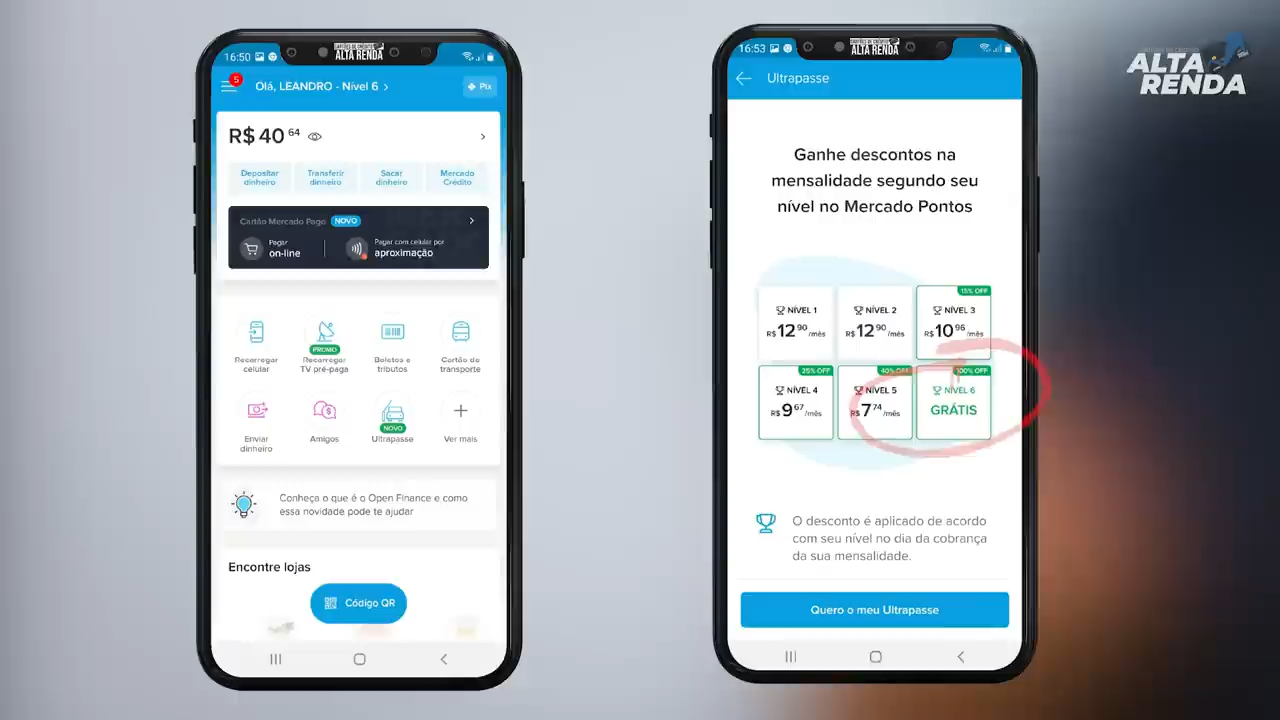 16:50
CARTÕES DE CRÉDITO
ALTA RENDA
5
Olá, LEANDRO - Nível 6
Pix
R$ 40 64
Depositar dinheiro
Transferir dinheiro
Sacar dinheiro
Mercado Crédito
Cartão Mercado Pago NOVO
Pagar on-line
Pagar com celular por aproximação
Recarregar celular
PROMO
Recarregar TV pré-paga
Boletos e tributos
Cartão de transporte
Enviar dinheiro
Amigos
NOVO
Ultrapasse
Ver mais
Conheça o que é o Open Finance e como
essa novidade pode te ajudar
Encontre lojas
Código QR
16:53
ALTA RENDA
Ultrapasse
Ganhe descontos na
mensalidade segundo seu
nível no Mercado Pontos
NÍVEL 1
R$ 12 90 /mês
NÍVEL 2
R$ 12 90 /mês
15% OFF
NÍVEL 3
R$ 10 96 /mês
25% OFF
NÍVEL 4
R$ 9 67 /mês
40% OFF
NÍVEL 5
R$ 7 74 /mês
100% OFF
NÍVEL 6
GRÁTIS
O desconto é aplicado de acordo
com seu nível no dia da cobrança
da sua mensalidade.
Quero o meu Ultrapasse
ALTA
RENDA